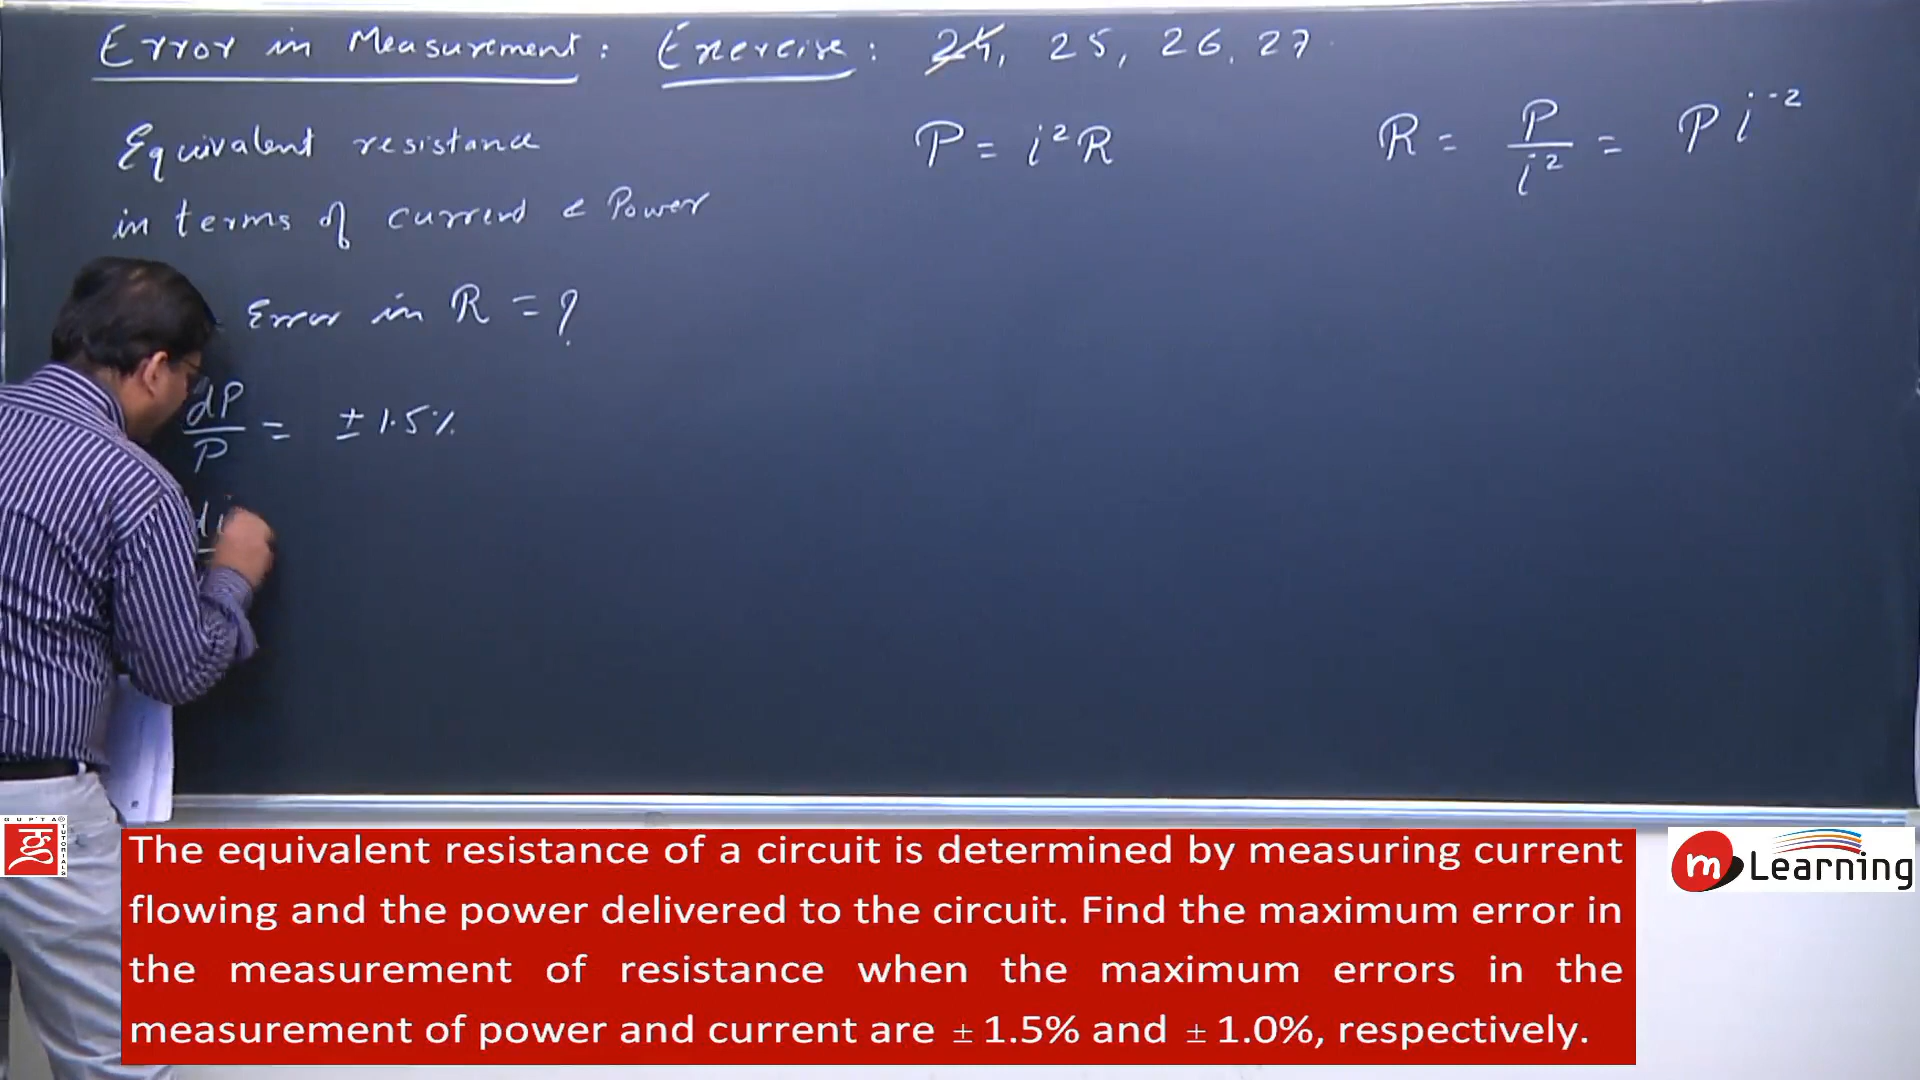 Error in Measurement : Exercise : 24, 25, 26, 27
Equivalent resistance
in terms of current & Power
P = i²R
R = P/i² = P i⁻²
Error in R = ?
dP/P = ± 1.5%
di
The equivalent resistance of a circuit is determined by measuring current
flowing and the power delivered to the circuit. Find the maximum error in
the measurement of resistance when the maximum errors in the
measurement of power and current are ± 1.5% and ± 1.0%, respectively.
GUPTA
TUTORIALS
m Learning